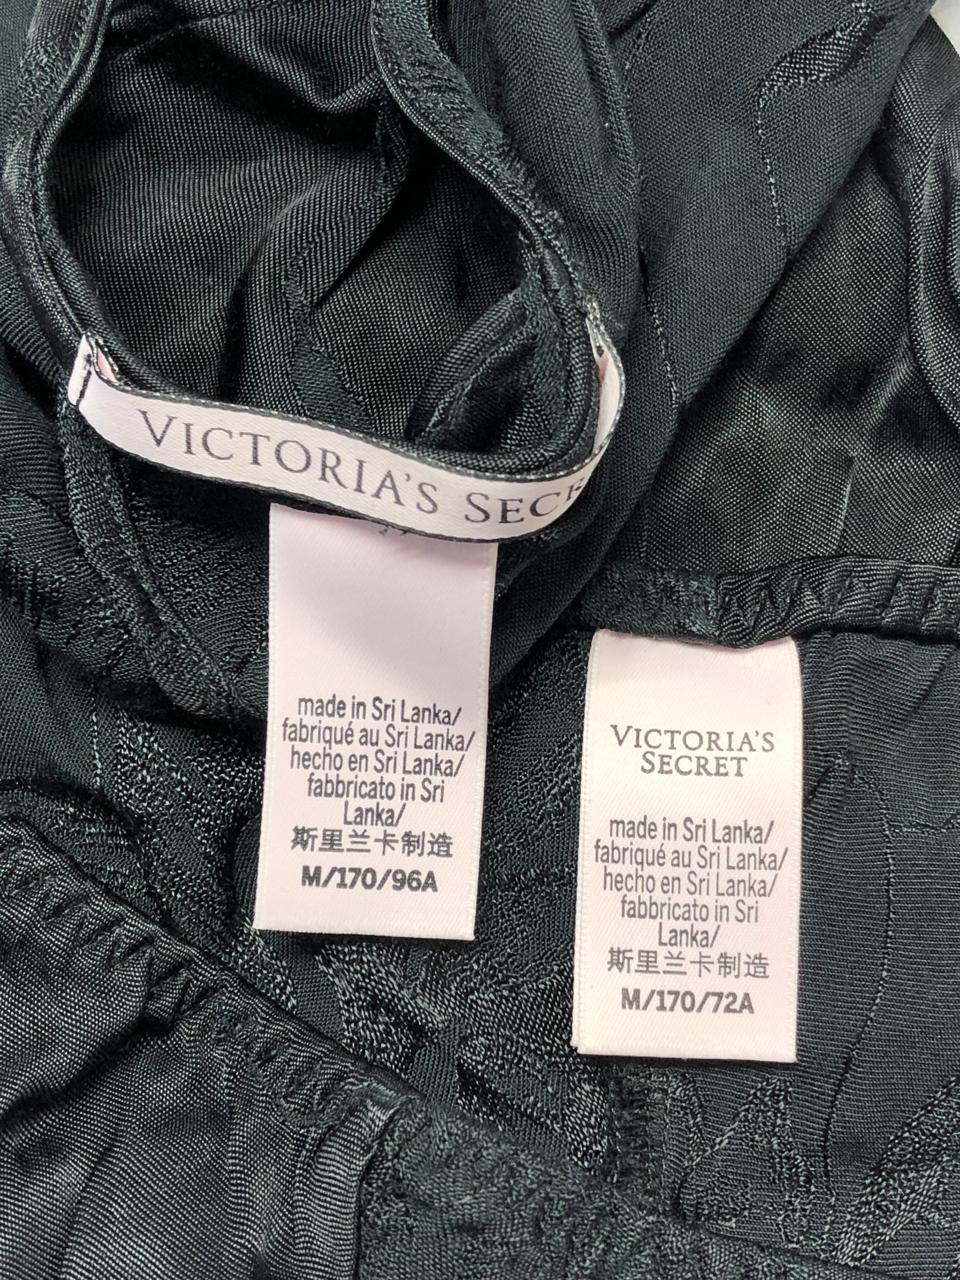 VICTORIA'S SEC
made in Sri Lanka/
fabriqué au Sri Lanka/
hecho en Sri Lanka/
fabbricato in Sri
Lanka/
斯里兰卡制造
M/170/96A
VICTORIA'S
SECRET
made in Sri Lanka/
fabriqué au Sri Lanka/
hecho en Sri Lanka/
fabbricato in Sri
Lanka/
斯里兰卡制造
M/170/72A